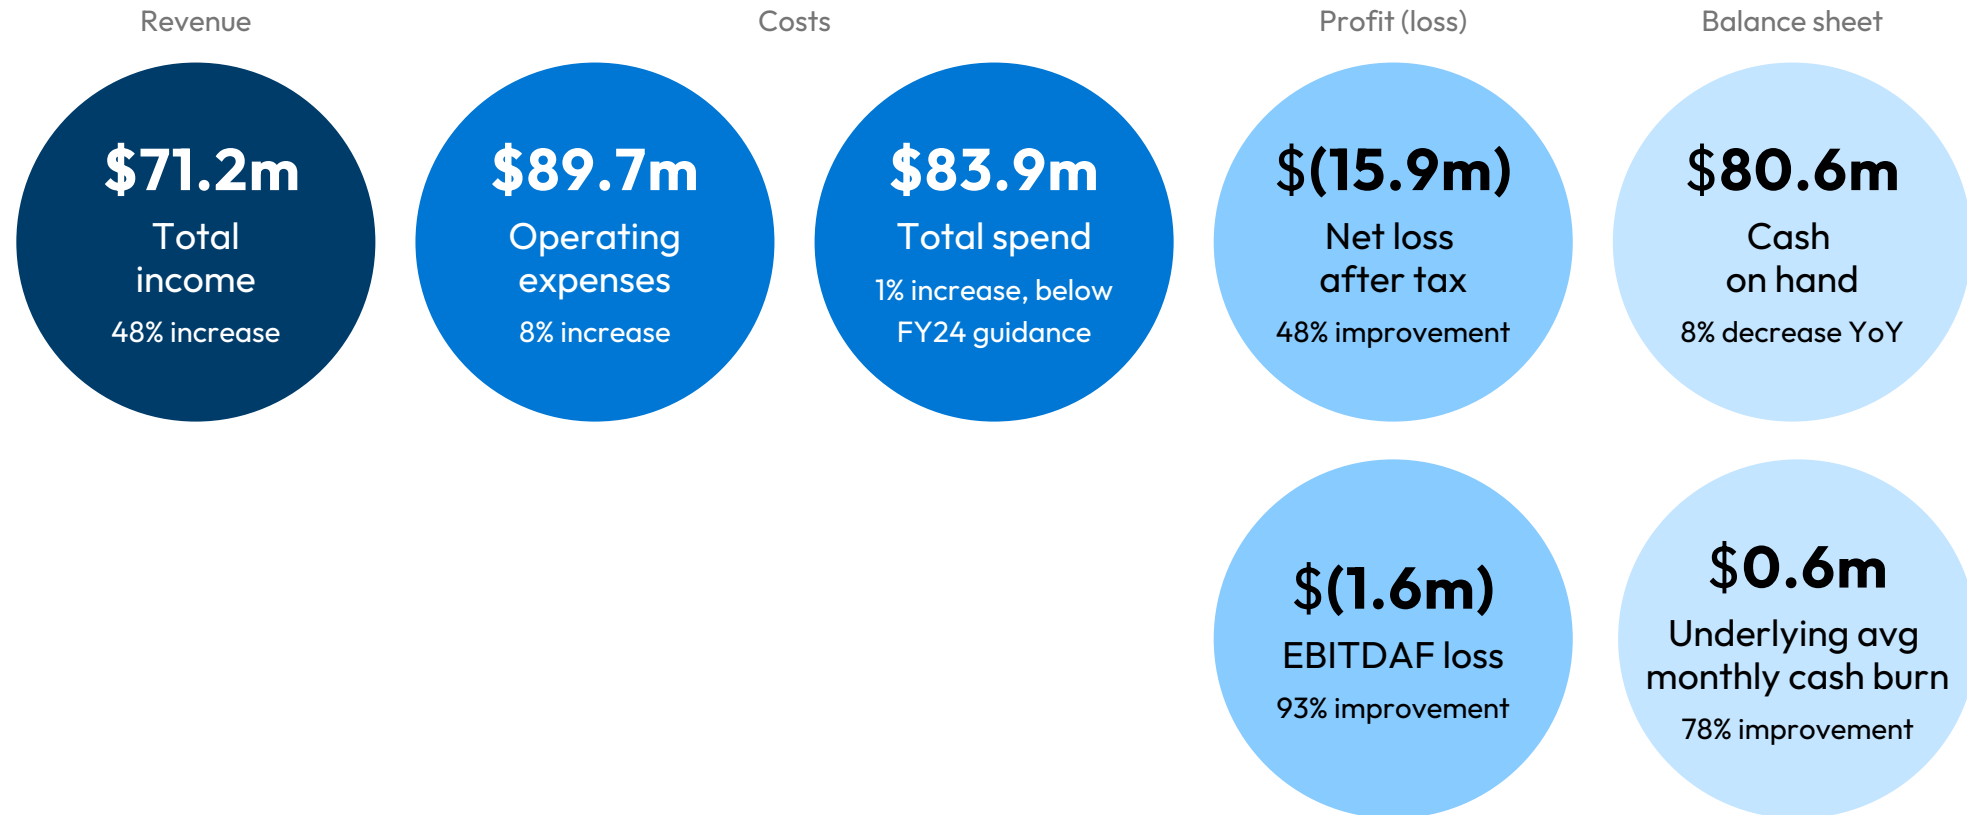 Revenue
Costs
Profit (loss)
Balance sheet
$71.2m
Total
income
48% increase
$89.7m
Operating
expenses
8% increase
$83.9m
Total spend
1% increase, below
FY24 guidance
$(15.9m)
Net loss
after tax
48% improvement
$80.6m
Cash
on hand
8% decrease YoY
$(1.6m)
EBITDAF loss
93% improvement
$0.6m
Underlying avg
monthly cash burn
78% improvement